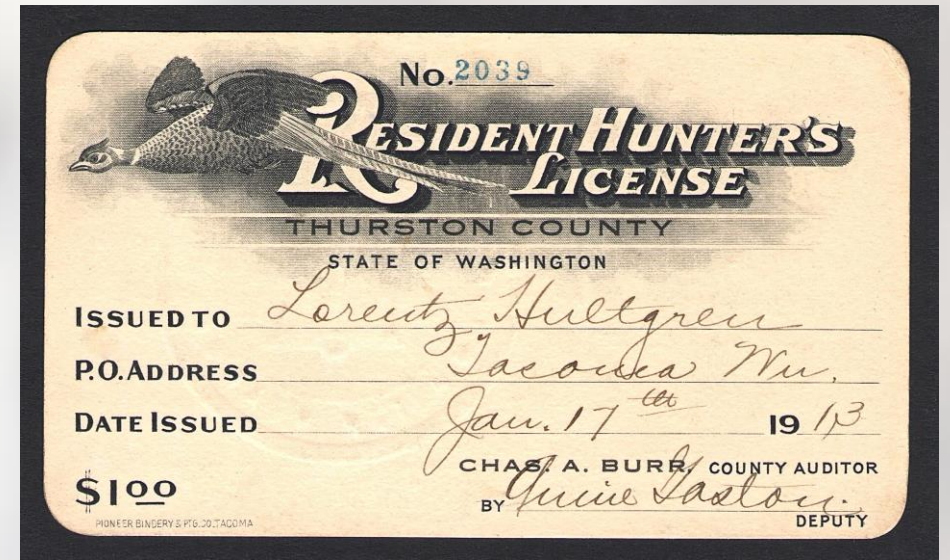 No. 2039
RESIDENT HUNTER'S
LICENSE
THURSTON COUNTY
STATE OF WASHINGTON
ISSUED TO Lorentz Hultgren
P.O. ADDRESS Tacoma Wn.
DATE ISSUED Jan. 17th 1913
CHAS. A. BURR, COUNTY AUDITOR
$1.00
BY Gaston.
DEPUTY
PIONEER BINDERY & PTG. CO. TACOMA